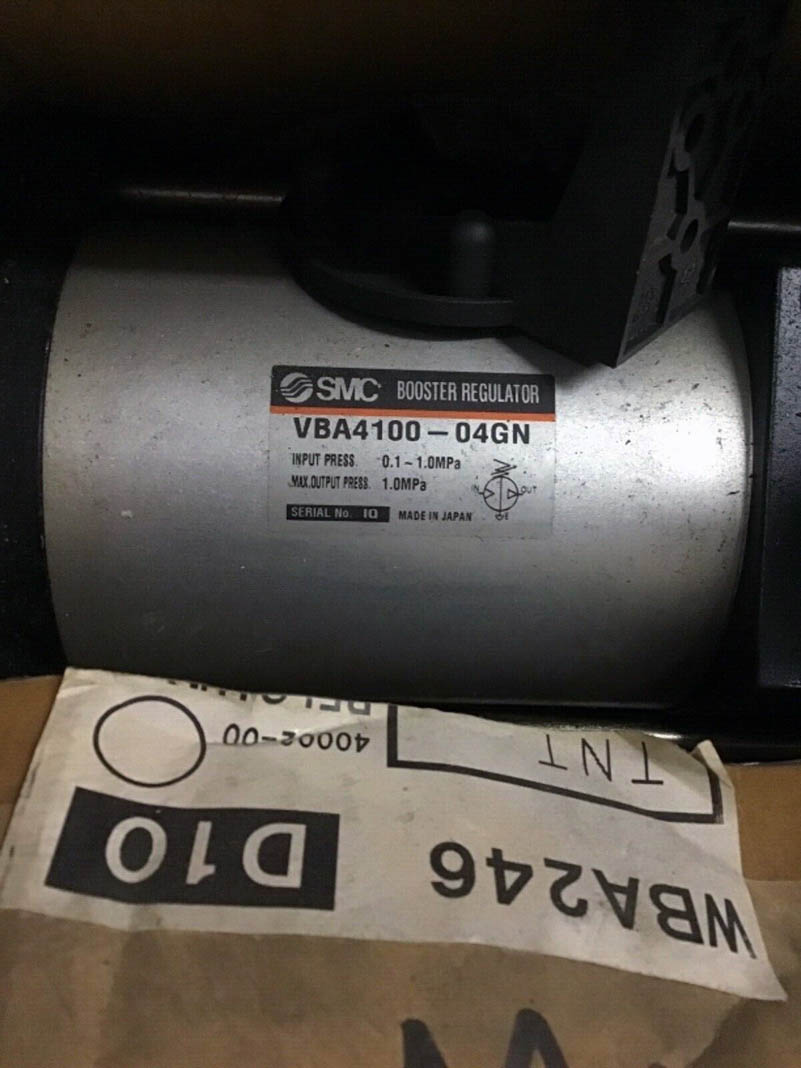 SMC BOOSTER REGULATOR
VBA4100-04GN
INPUT PRESS. 0.1~1.0MPa
MAX.OUTPUT PRESS. 1.0MPa
IN OUT
E
SERIAL No. IQ MADE IN JAPAN
WBA246 D10
TNT 40002-00